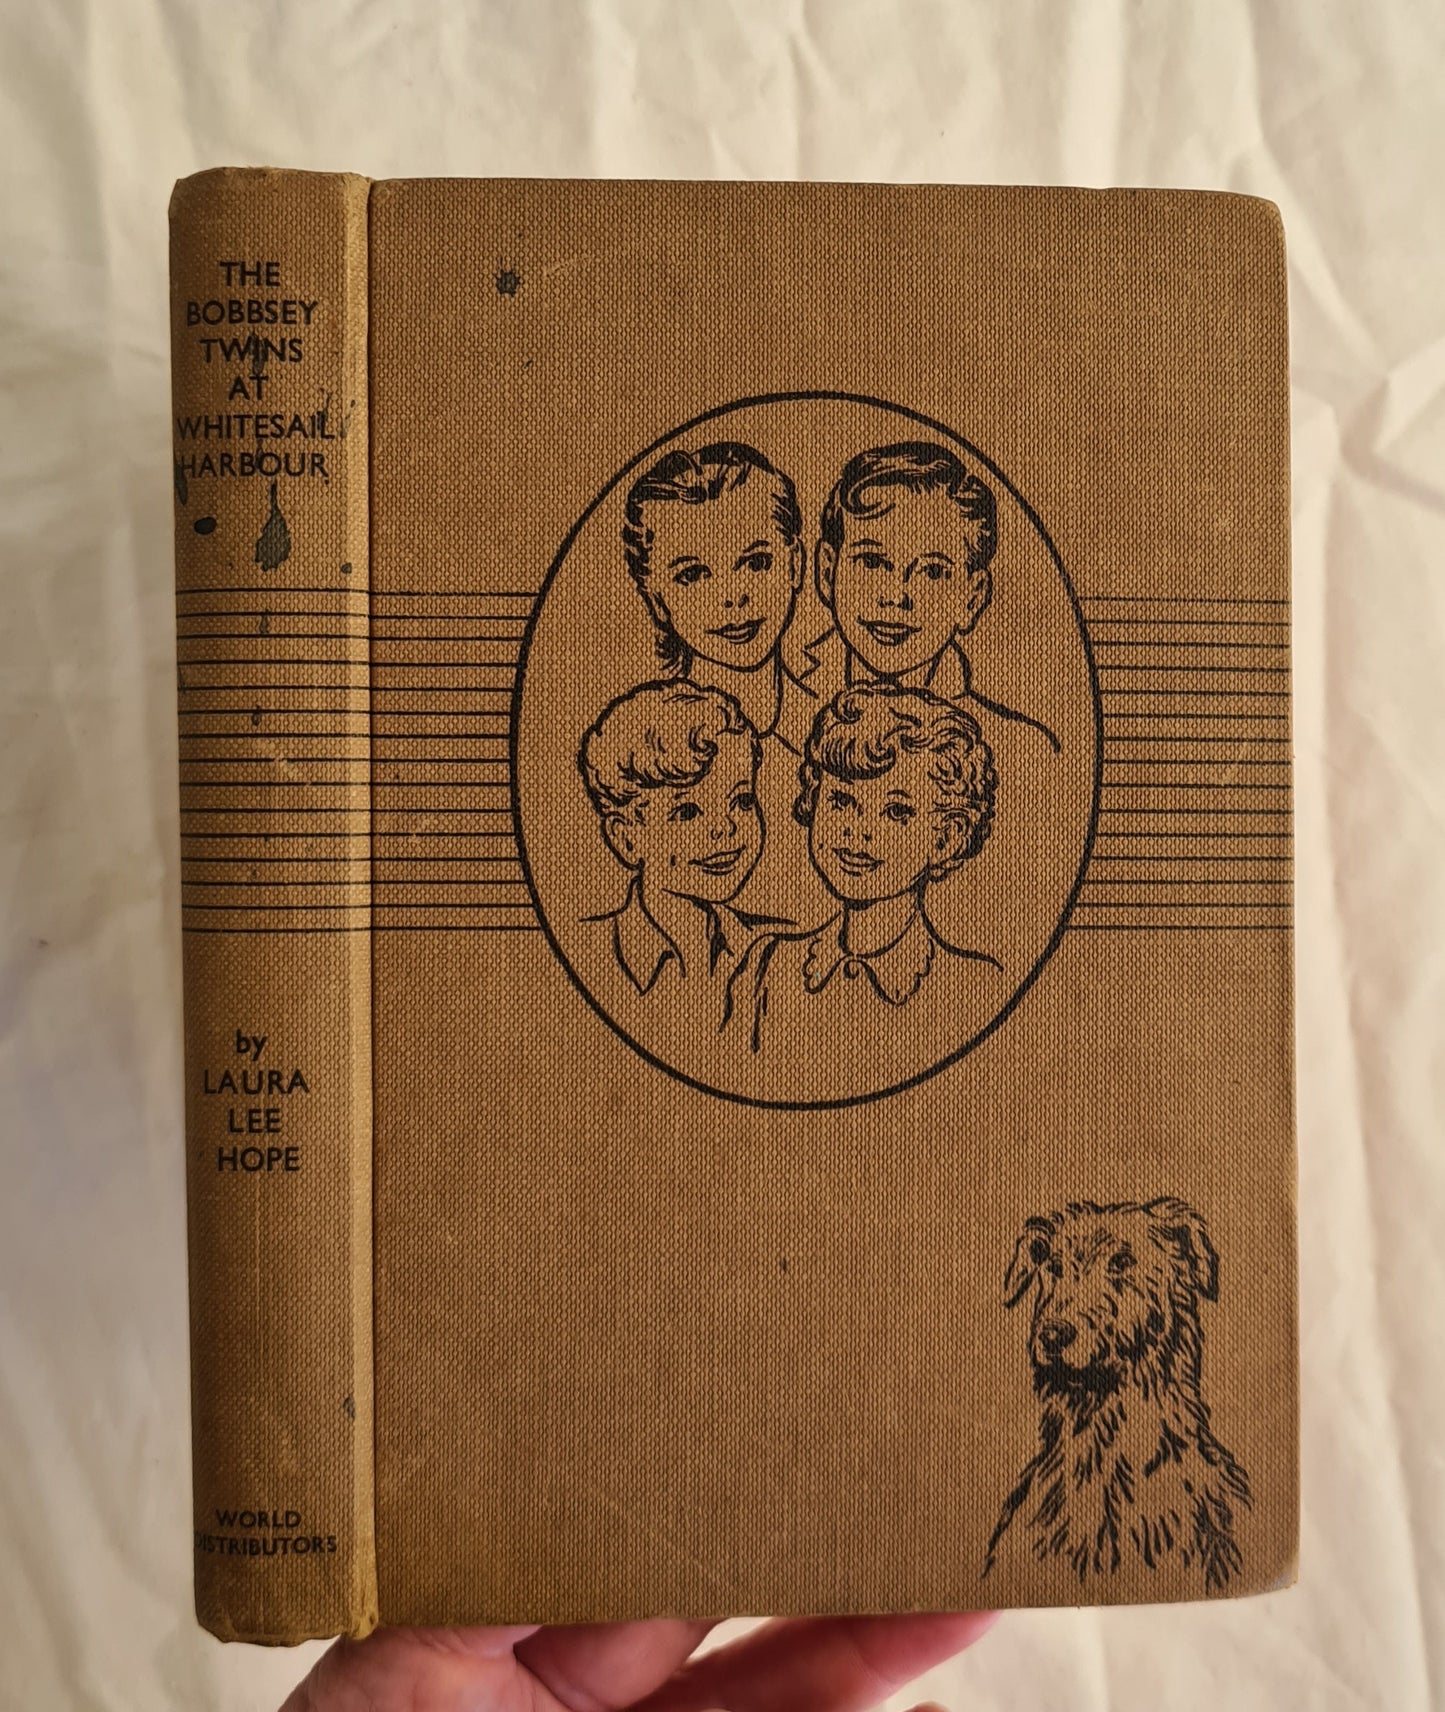 THE
BOBBSEY
TWINS
AT
WHITESAIL
HARBOUR
by
LAURA
LEE
HOPE
WORLD
DISTRIBUTORS